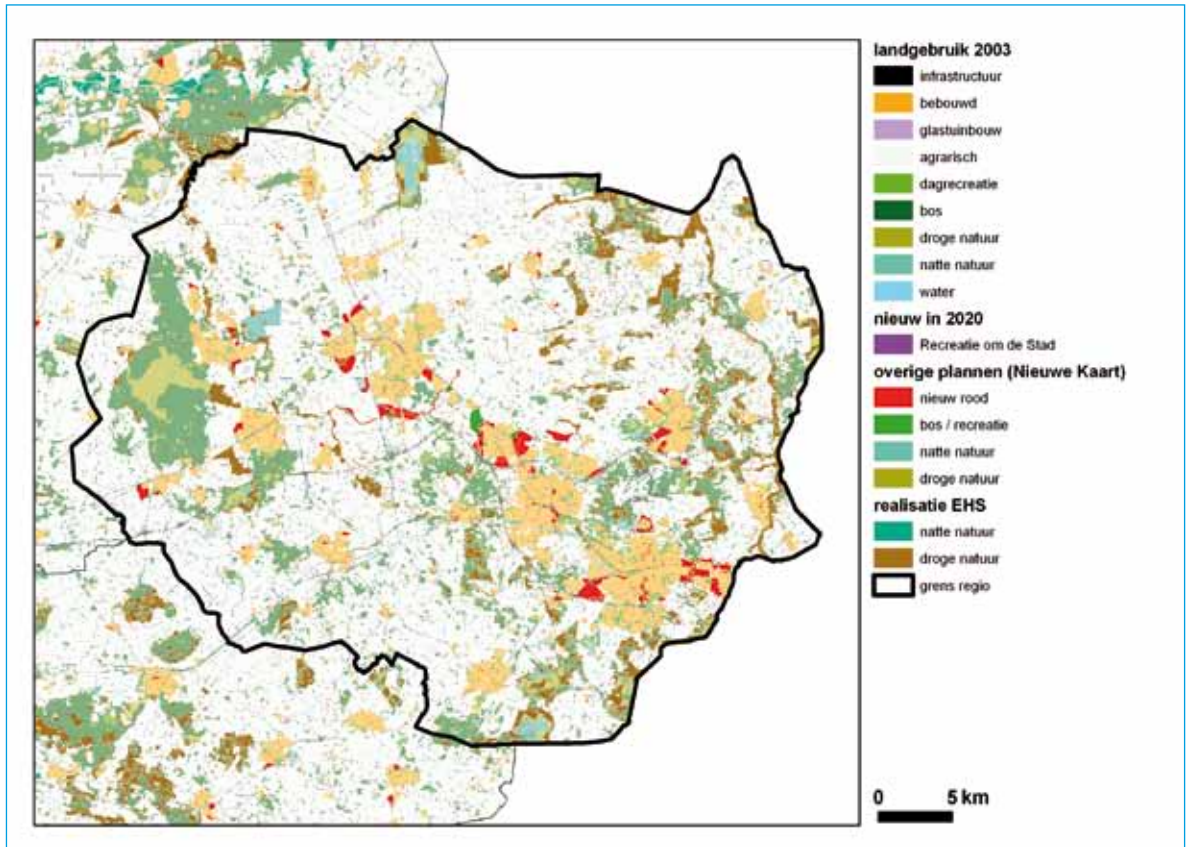 landgebruik 2003
infrastructuur
bebouwd
glastuinbouw
agrarisch
dagrecreatie
bos
droge natuur
natte natuur
water
nieuw in 2020
Recreatie om de Stad
overige plannen (Nieuwe Kaart)
nieuw rood
bos / recreatie
natte natuur
droge natuur
realisatie EHS
natte natuur
droge natuur
grens regio
0 5 km